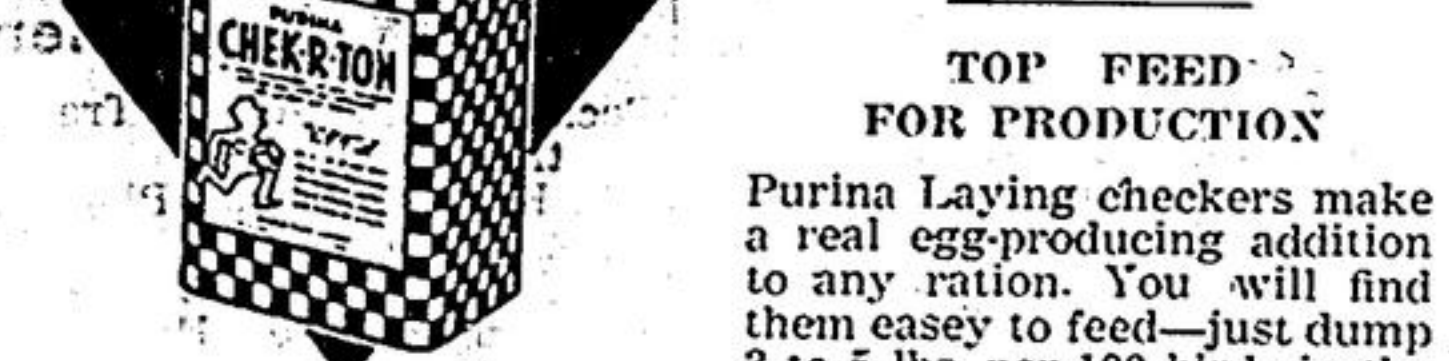 PURINA
CHEK-R-TON
TOP FEED
FOR PRODUCTION
Purina Laying checkers make
a real egg-producing addition
to any ration. You will find
them easey to feed—just dump